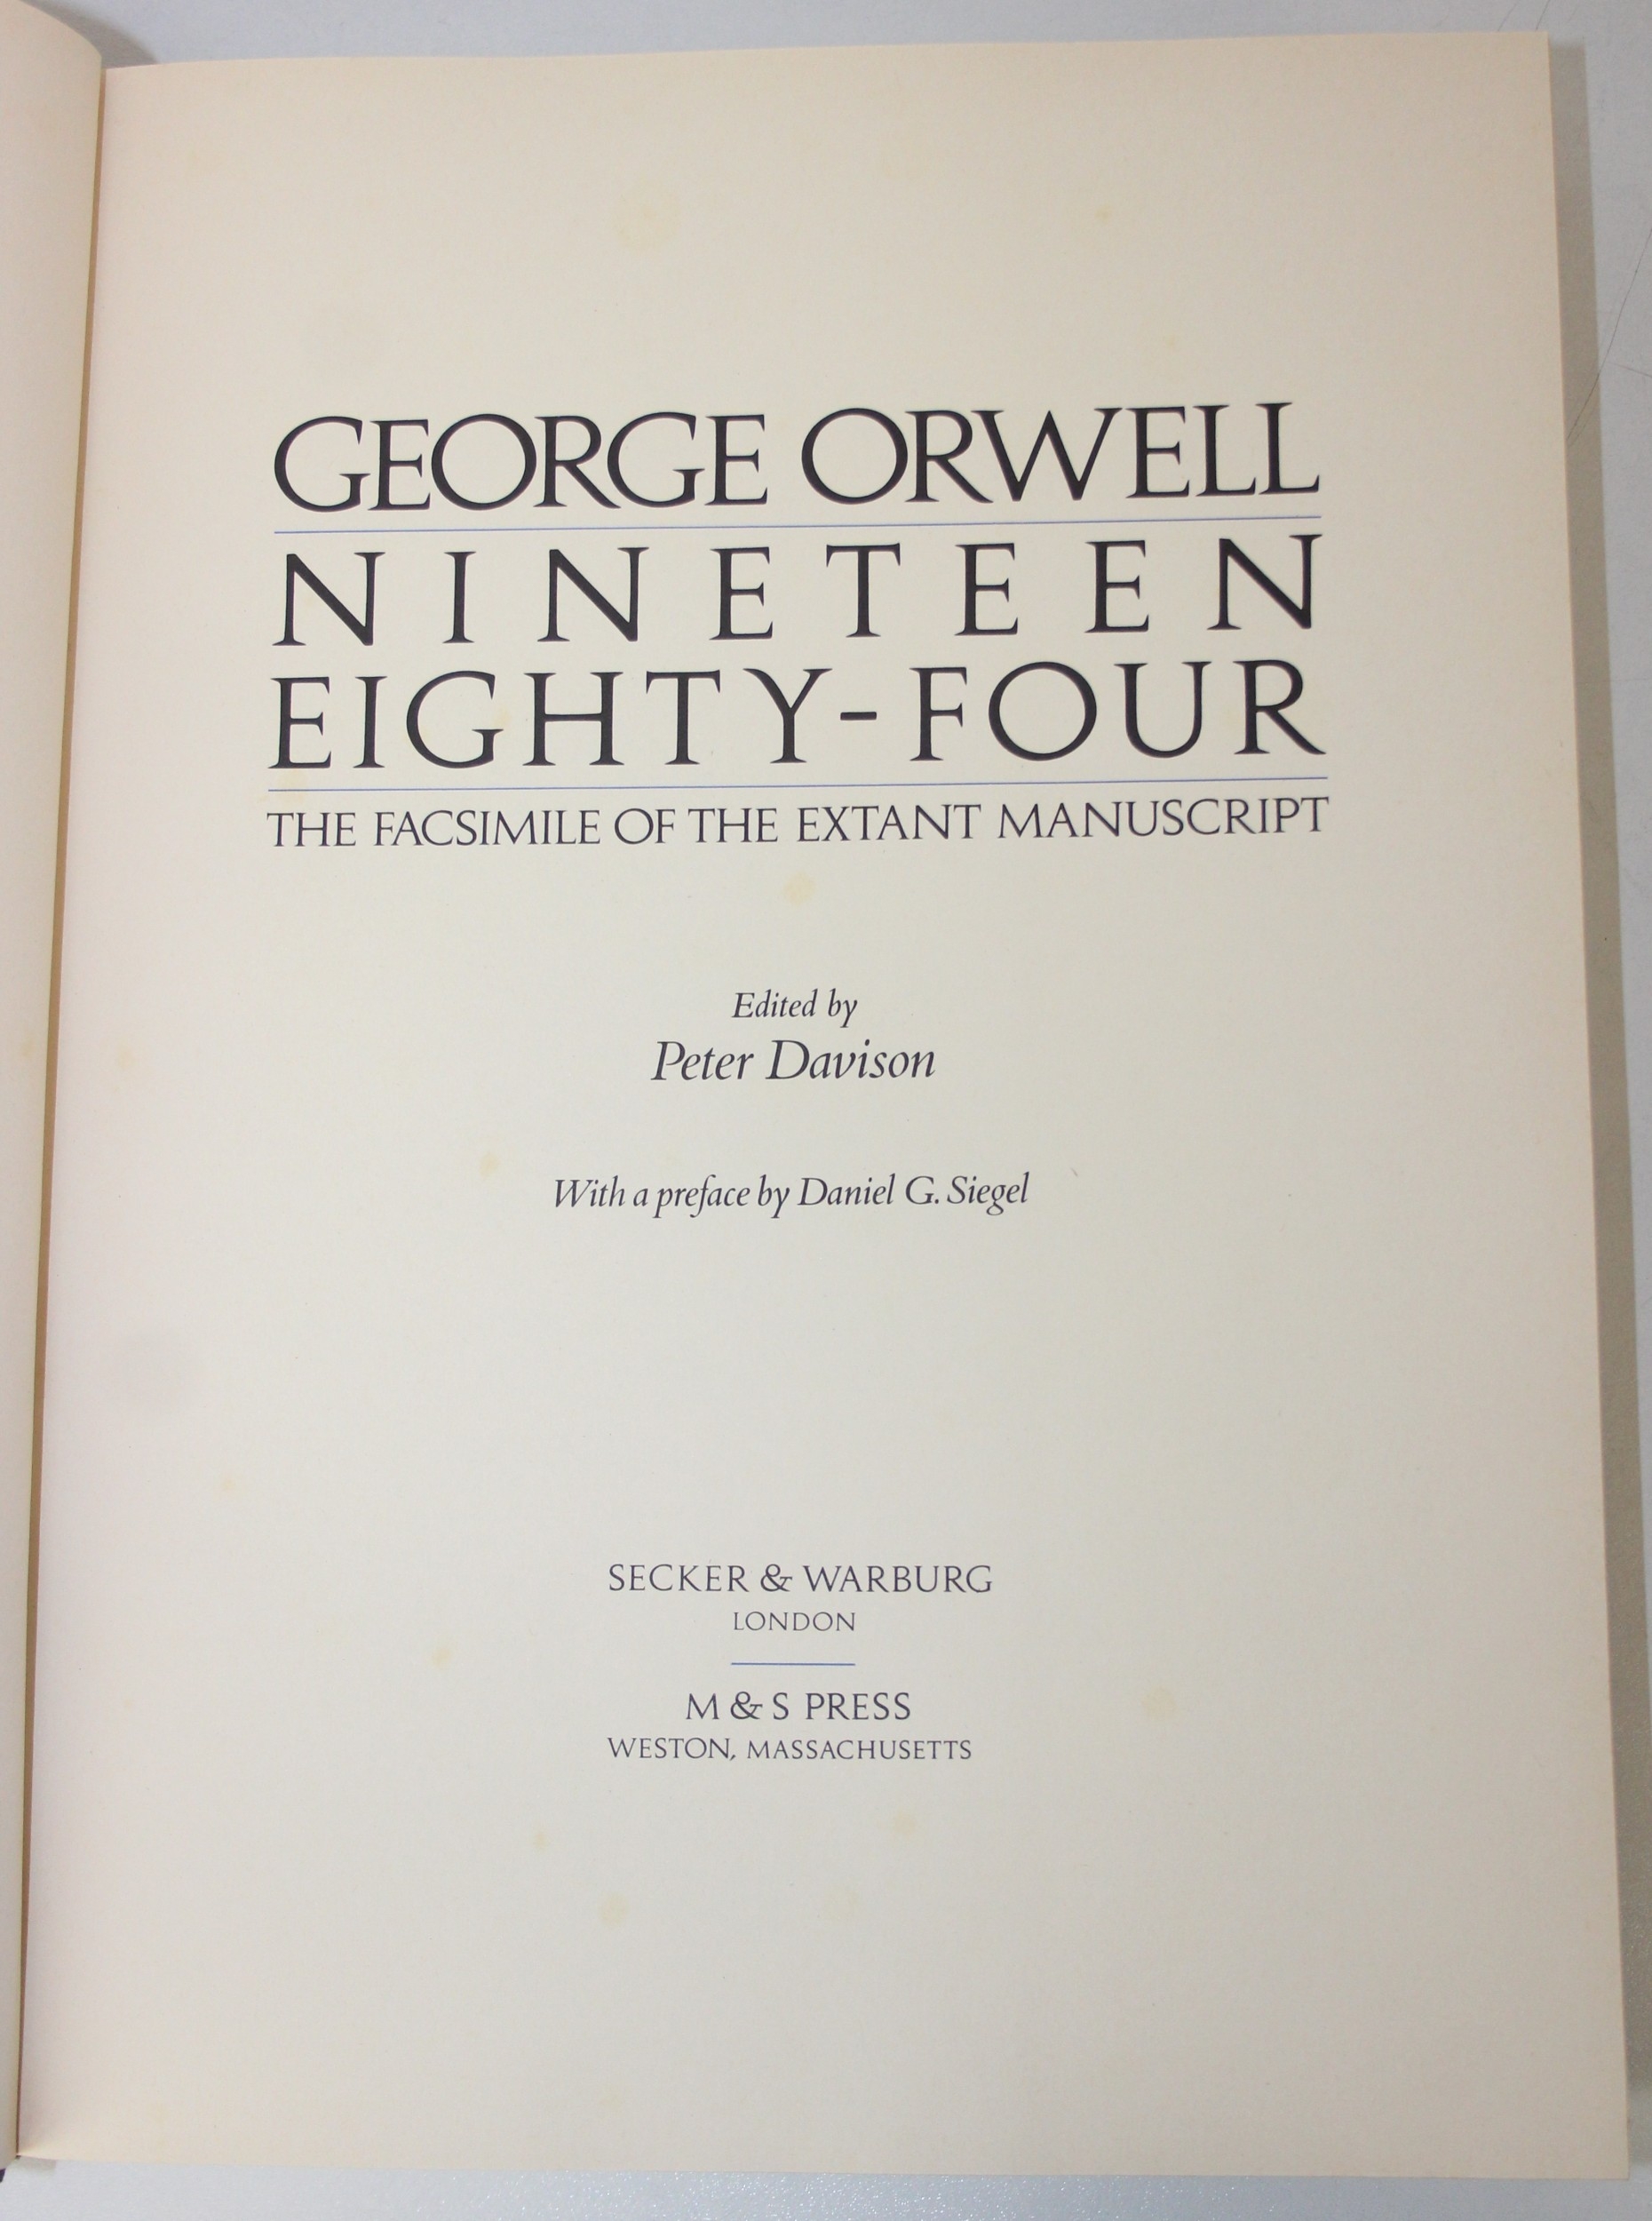 GEORGE ORWELL
NINETEEN
EIGHTY-FOUR
THE FACSIMILE OF THE EXTANT MANUSCRIPT
Edited by
Peter Davison
With a preface by Daniel G. Siegel
SECKER & WARBURG
LONDON
M & S PRESS
WESTON, MASSACHUSETTS